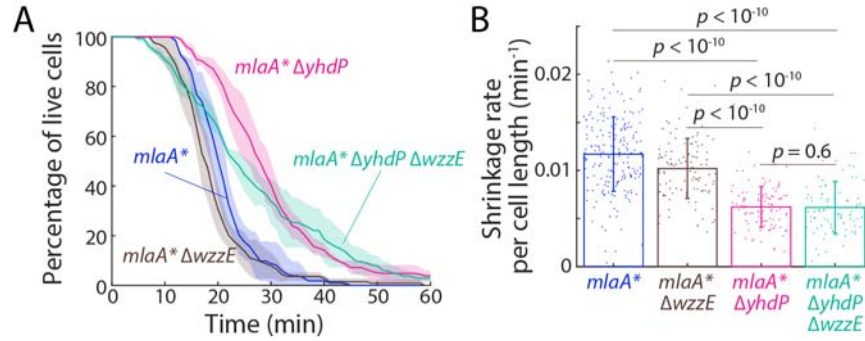 A
Percentage of live cells
100
80
60
40
20
0
mlaA* ΔyhdP
mlaA*
mlaA* ΔyhdP ΔwzzE
mlaA* ΔwzzE
0 10 20 30 40 50 60
Time (min)
B
Shrinkage rate
per cell length (min⁻¹)
0.02
0.01
0
p < 10⁻¹⁰
p < 10⁻¹⁰
p < 10⁻¹⁰
p < 10⁻¹⁰
p = 0.6
mlaA*
mlaA*
ΔwzzE
mlaA*
ΔyhdP
mlaA*
ΔyhdP
ΔwzzE